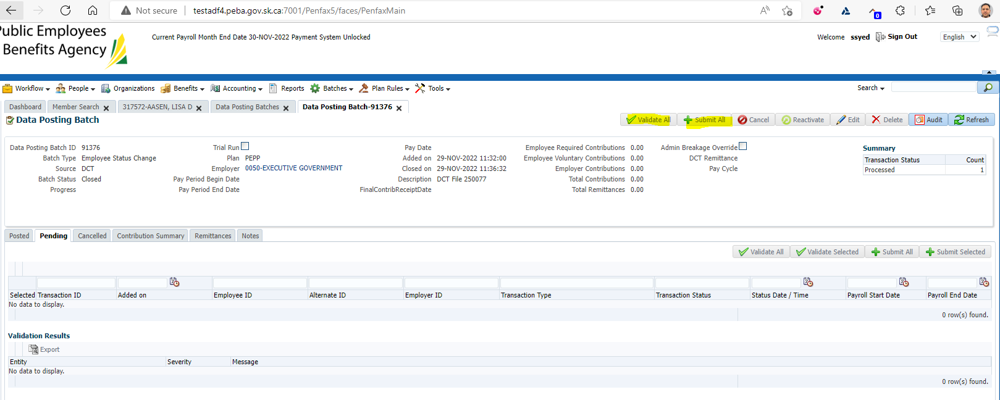 Not secure | testadf4.peba.gov.sk.ca:7001/Penfax5/faces/PenfaxMain
0
Public Employees
Benefits Agency
Current Payroll Month End Date 30-NOV-2022 Payment System Unlocked
Welcome ssyed Sign Out English
Workflow People Organizations Benefits Accounting Reports Batches Plan Rules Tools Search
Dashboard Member Search 317572-AASEN, LISA D Data Posting Batches Data Posting Batch-91376
Data Posting Batch
Validate All Submit All Cancel Reactivate Edit Delete Audit Refresh
Data Posting Batch ID 91376 Trial Run Pay Date Employee Required Contributions 0.00 Admin Breakage Override Summary
Batch Type Employee Status Change Plan PEPP Added on 29-NOV-2022 11:32:00 Employee Voluntary Contributions 0.00 DCT Remittance Transaction Status Count
Source DCT Employer 0050-EXECUTIVE GOVERNMENT Closed on 29-NOV-2022 11:36:32 Employer Contributions 0.00 Pay Cycle Processed 1
Batch Status Closed Pay Period Begin Date Description DCT File 250077 Total Contributions 0.00
Progress Pay Period End Date FinalContribReceiptDate Total Remittances 0.00
Posted Pending Cancelled Contribution Summary Remittances Notes
Validate All Validate Selected Submit All Submit Selected
Selected Transaction ID Added on Employee ID Alternate ID Employer ID Transaction Type Transaction Status Status Date / Time Payroll Start Date Payroll End Date
No data to display.
0 row(s) found.
Validation Results
Export
Entity Severity Message
No data to display.
0 row(s) found.